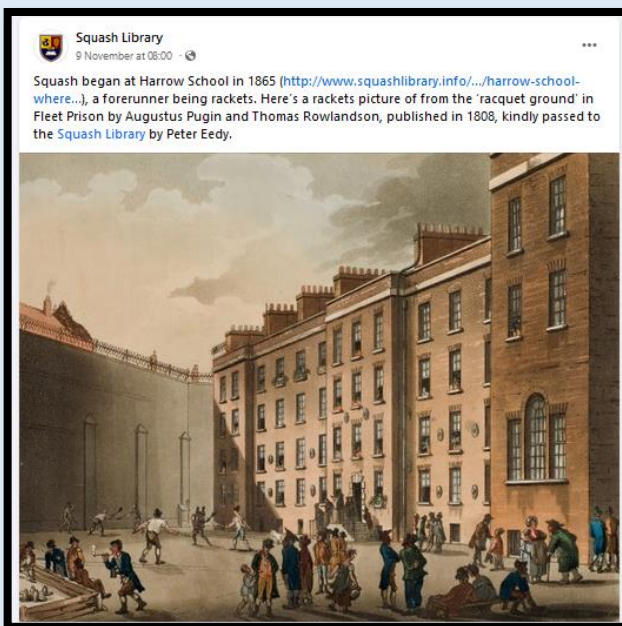 Squash Library
9 November at 08:00 ·
Squash began at Harrow School in 1865 (http://www.squashlibrary.info/.../harrow-school-
where...), a forerunner being rackets. Here's a rackets picture of from the 'racquet ground' in
Fleet Prison by Augustus Pugin and Thomas Rowlandson, published in 1808, kindly passed to
the Squash Library by Peter Eedy.